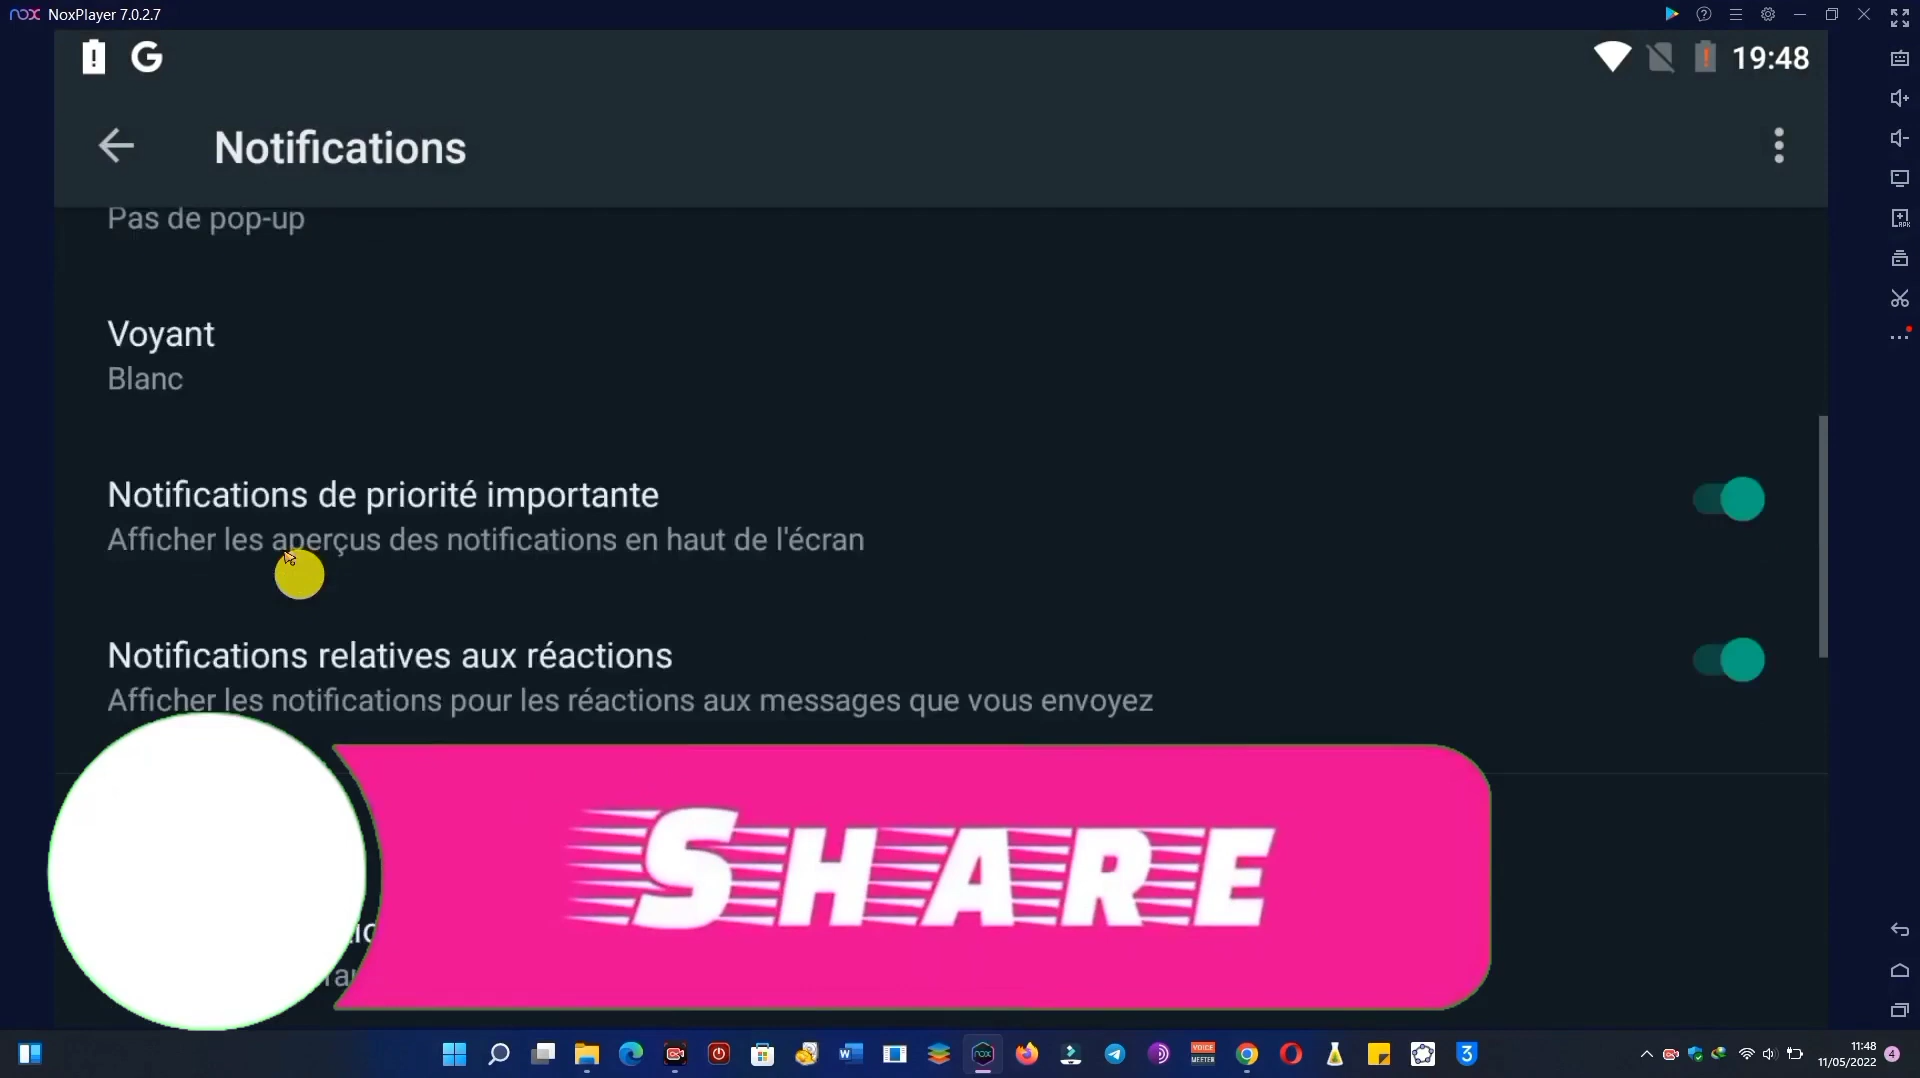 nox NoxPlayer 7.0.2.7
G 19:48
Notifications
Pas de pop-up
Voyant
Blanc
Notifications de priorité importante
Afficher les aperçus des notifications en haut de l'écran
Notifications relatives aux réactions
Afficher les notifications pour les réactions aux messages que vous envoyez
SHARE
11:48
11/05/2022
4